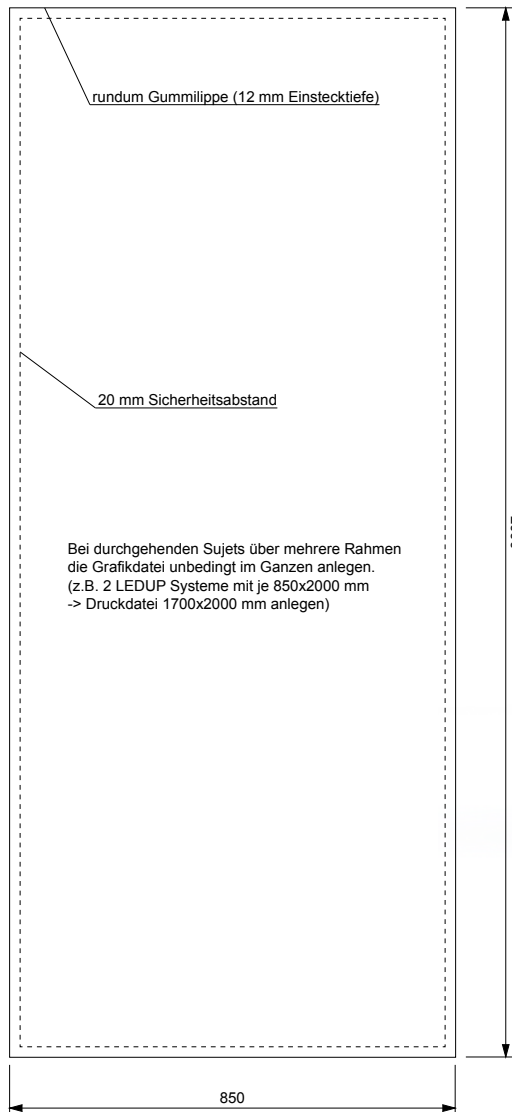 rundum Gummilippe (12 mm Einstecktiefe)
20 mm Sicherheitsabstand
Bei durchgehenden Sujets über mehrere Rahmen
die Grafikdatei unbedingt im Ganzen anlegen.
(z.B. 2 LEDUP Systeme mit je 850x2000 mm
-> Druckdatei 1700x2000 mm anlegen)
850